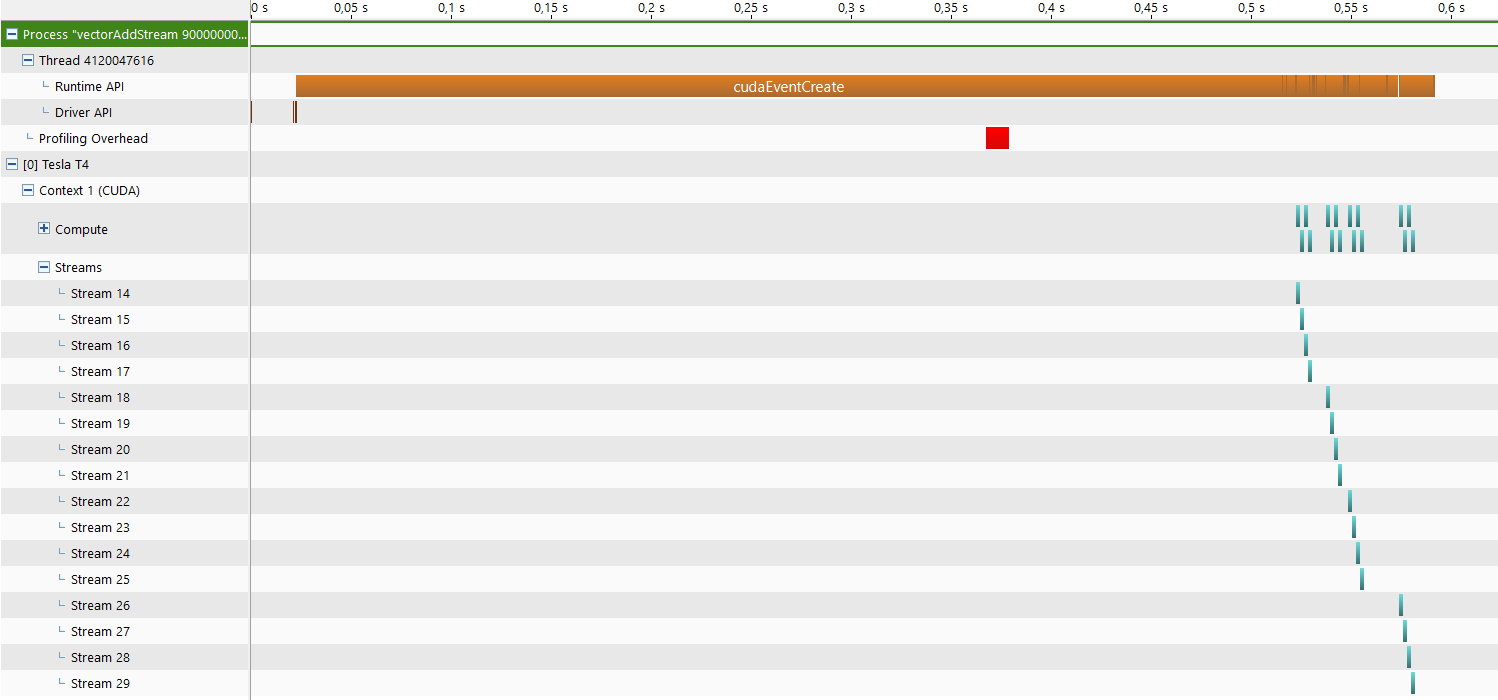 0 s 0,05 s 0,1 s 0,15 s 0,2 s 0,25 s 0,3 s 0,35 s 0,4 s 0,45 s 0,5 s 0,55 s 0,6 s
Process "vectorAddStream 90000000...
Thread 4120047616
Runtime API cudaEventCreate
Driver API
Profiling Overhead
[0] Tesla T4
Context 1 (CUDA)
Compute
Streams
Stream 14
Stream 15
Stream 16
Stream 17
Stream 18
Stream 19
Stream 20
Stream 21
Stream 22
Stream 23
Stream 24
Stream 25
Stream 26
Stream 27
Stream 28
Stream 29